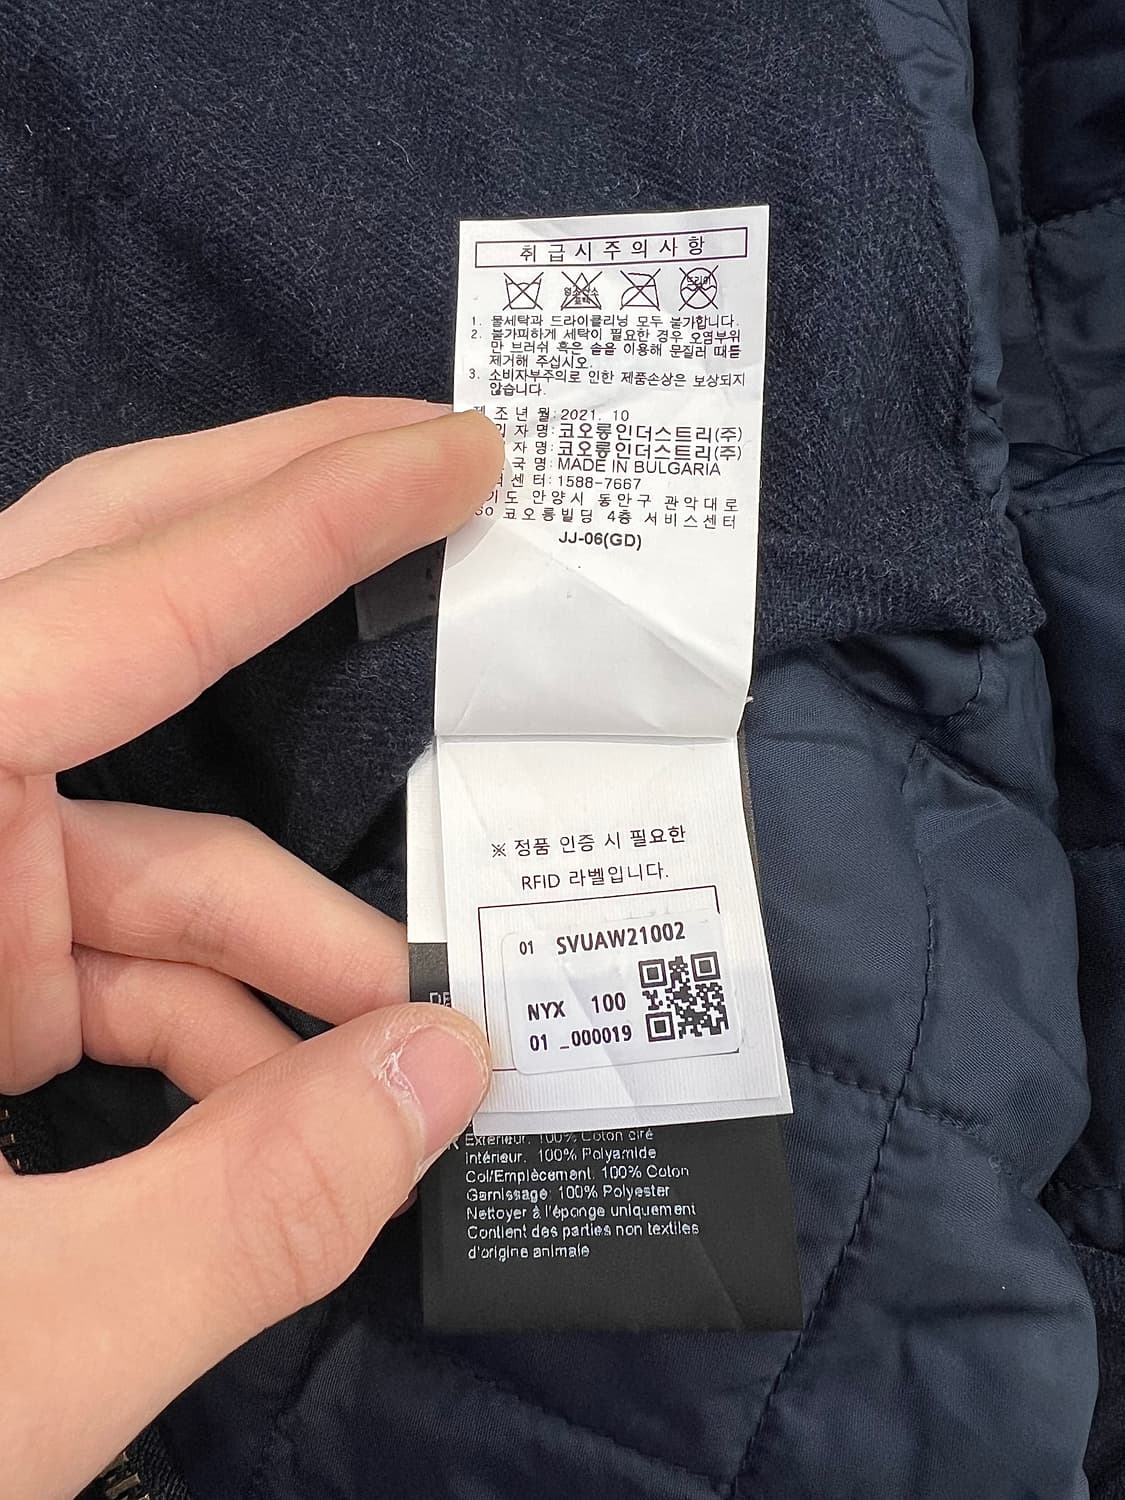 취급시주의사항
드라이
1. 물세탁과 드라이클리닝 모두 불가합니다.
2. 불가피하게 세탁이 필요한 경우 오염부위
만 브러쉬 혹은 솔을 이용해 문질러 때를
제거해 주십시오.
3. 소비자부주의로 인한 제품손상은 보상되지
않습니다.
제 조 년 월: 2021. 10
입 자 명: 코오롱인더스트리(주)
자 명: 코오롱인더스트리(주)
국 명: MADE IN BULGARIA
센 터: 1588-7667
기도 안양시 동안구 관악대로
코오롱빌딩 4층 서비스센터
JJ-06(GD)
※ 정품 인증 시 필요한
RFID 라벨입니다.
01 SVUAW21002
NYX 100
01 _000019
DE
Extérieur: 100% Coton ciré
Intérieur: 100% Polyamide
Col/Empiècement: 100% Coton
Garnissage: 100% Polyester
Nettoyer à l'éponge uniquement
Contient des parties non textiles
d'origine animale